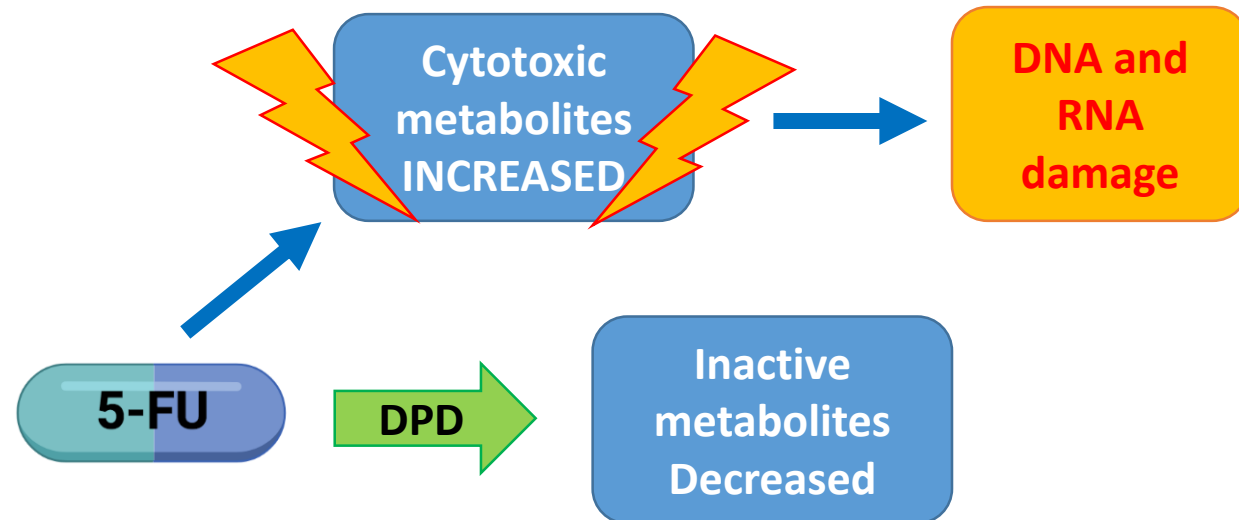 Cytotoxic
metabolites
INCREASED
DNA and
RNA
damage
5-FU
DPD
Inactive
metabolites
Decreased